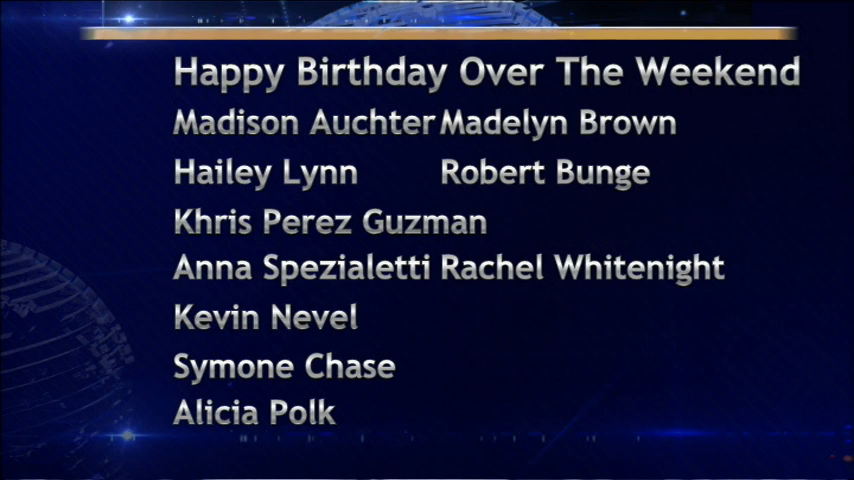 Happy Birthday Over The Weekend
Madison Auchter Madelyn Brown
Hailey Lynn Robert Bunge
Khris Perez Guzman
Anna Spezialetti Rachel Whitenight
Kevin Nevel
Symone Chase
Alicia Polk